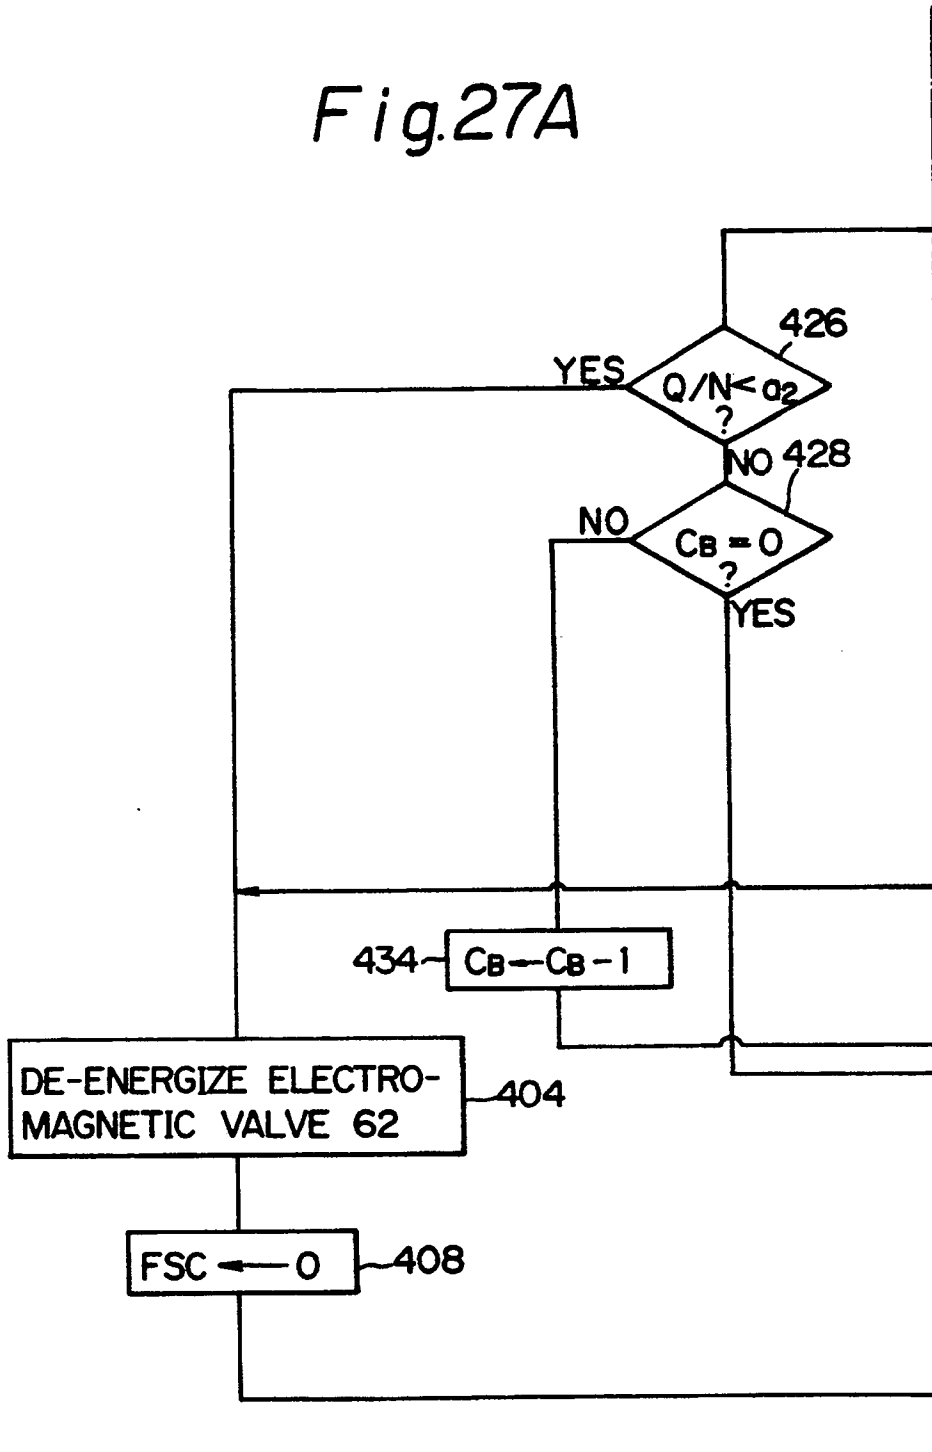 Fig.27A
426
YES
Q/N<a2
?
NO
428
NO
CB=0
?
YES
434
CB←CB-1
DE-ENERGIZE ELECTRO-
MAGNETIC VALVE 62
404
FSC←0
408